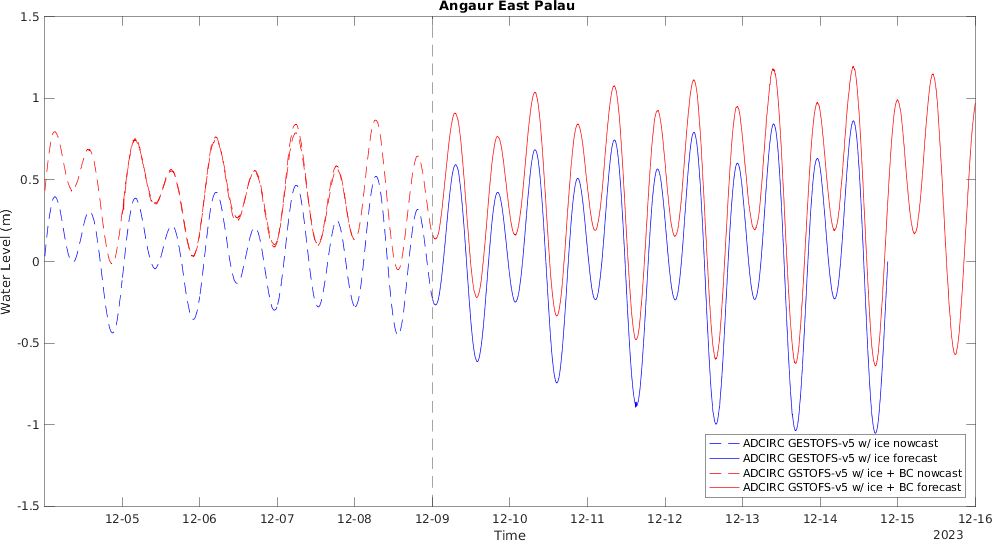 Angaur East Palau
1.5
1
0.5
0
-0.5
-1
-1.5
Water Level (m)
12-05 12-06 12-07 12-08 12-09 12-10 12-11 12-12 12-13 12-14 12-15 12-16
Time
2023
ADCIRC GESTOFS-v5 w/ ice nowcast
ADCIRC GESTOFS-v5 w/ ice forecast
ADCIRC GSTOFS-v5 w/ ice + BC nowcast
ADCIRC GSTOFS-v5 w/ ice + BC forecast